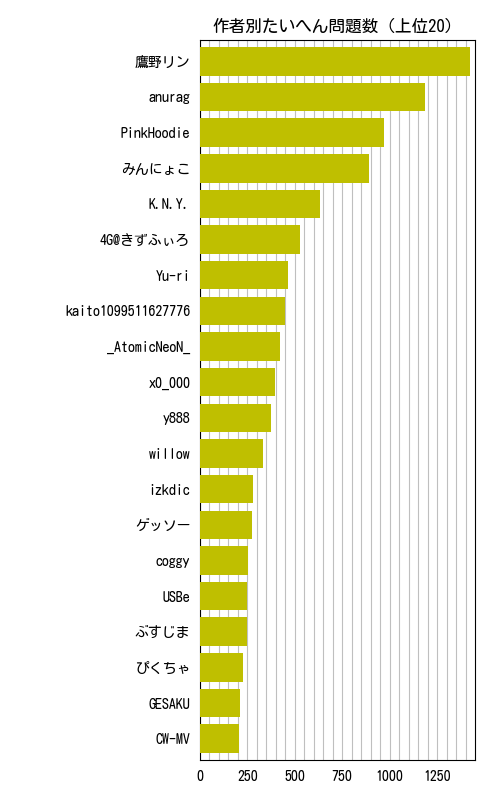 作者別たいへん問題数 (上位20)
鷹野リン
anurag
PinkHoodie
みんにょこ
K.N.Y.
4G@きずふぃろ
Yu-ri
kaito1099511627776
_AtomicNeoN_
x0_000
y888
willow
izkdic
ゲッソー
coggy
USBe
ぶすじま
ぴくちゃ
GESAKU
CW-MV
0 250 500 750 1000 1250